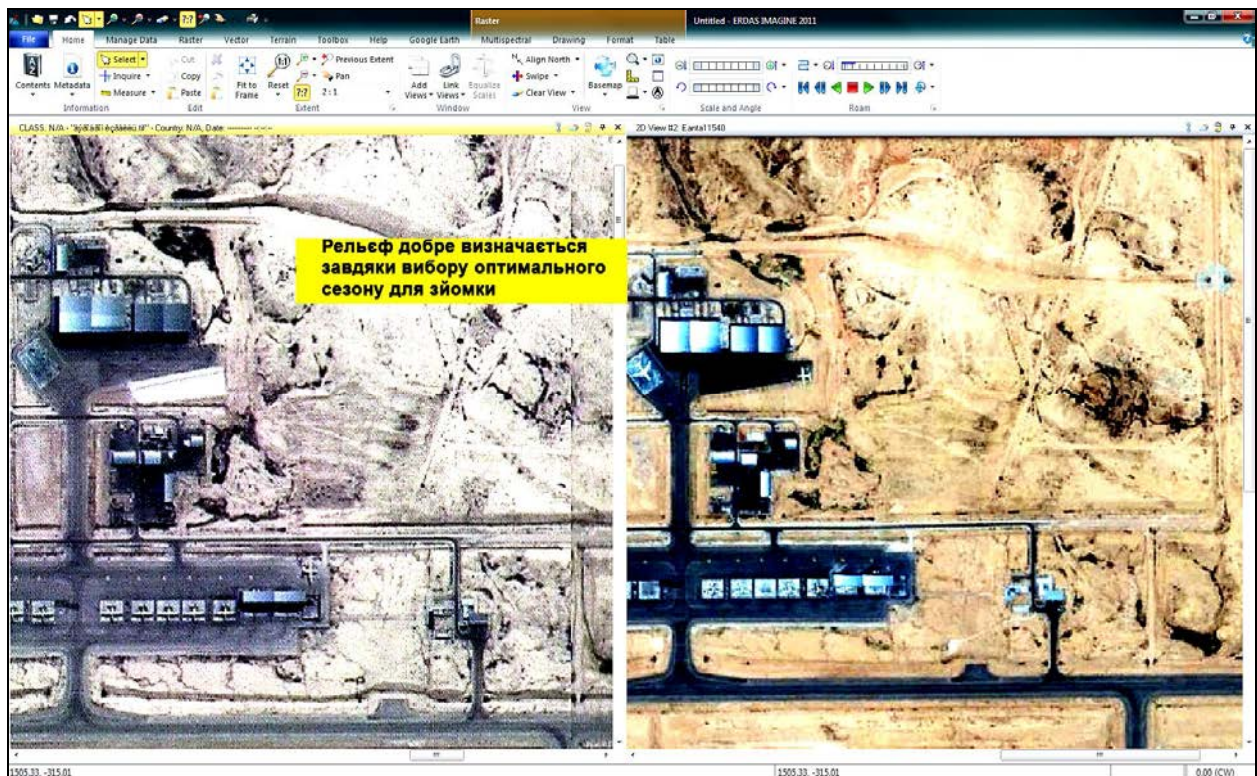 Raster
Untitled - ERDAS IMAGINE 2011
File Home Manage Data Raster Vector Terrain Toolbox Help Google Earth Multispectral Drawing Format Table
Select
Inquire
Measure
Cut
Copy
Paste
Contents Metadata
Fit to
Frame
Reset
Previous Extent
Pan
2:1
Add
Views
Link
Views
Equalize
Scales
Align North
Swipe
Clear View
Basemap
Information Edit Extent Window View Scale and Angle Roam
CLASS: N/A - Country: N/A, Date:
2D View #2: Eanta11540
Рельєф добре визначається
завдяки вибору оптимального
сезону для зйомки
1505.33, -315.01
1505.33, -315.01
0.00 (CW)